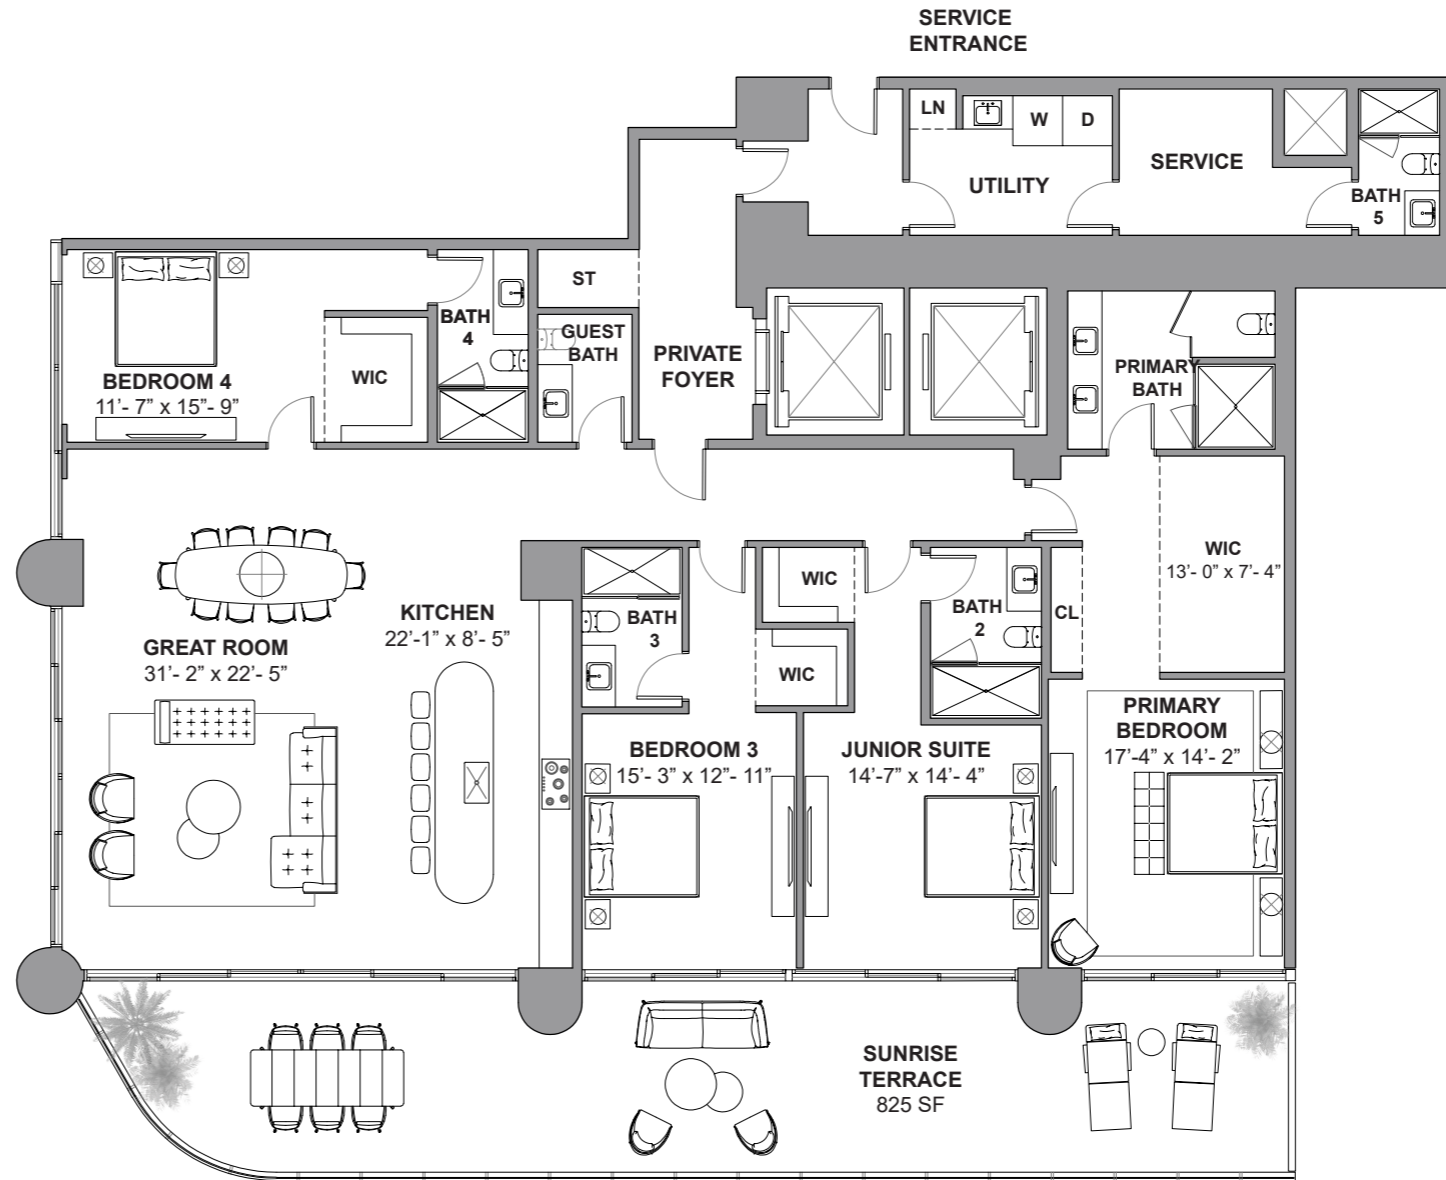 SERVICE
ENTRANCE
LN
W
D
UTILITY
SERVICE
BATH
5
ST
GUEST
BATH
PRIVATE
FOYER
BATH
4
WIC
BEDROOM 4
11’- 7” x 15”- 9”
PRIMARY
BATH
WIC
13’- 0” x 7’- 4”
CL
WIC
BATH
2
BATH
3
WIC
KITCHEN
22’-1” x 8’- 5”
GREAT ROOM
31’- 2” x 22’- 5”
BEDROOM 3
15’- 3” x 12”- 11”
JUNIOR SUITE
14’-7” x 14’- 4”
PRIMARY
BEDROOM
17’-4” x 14’- 2”
SUNRISE
TERRACE
825 SF